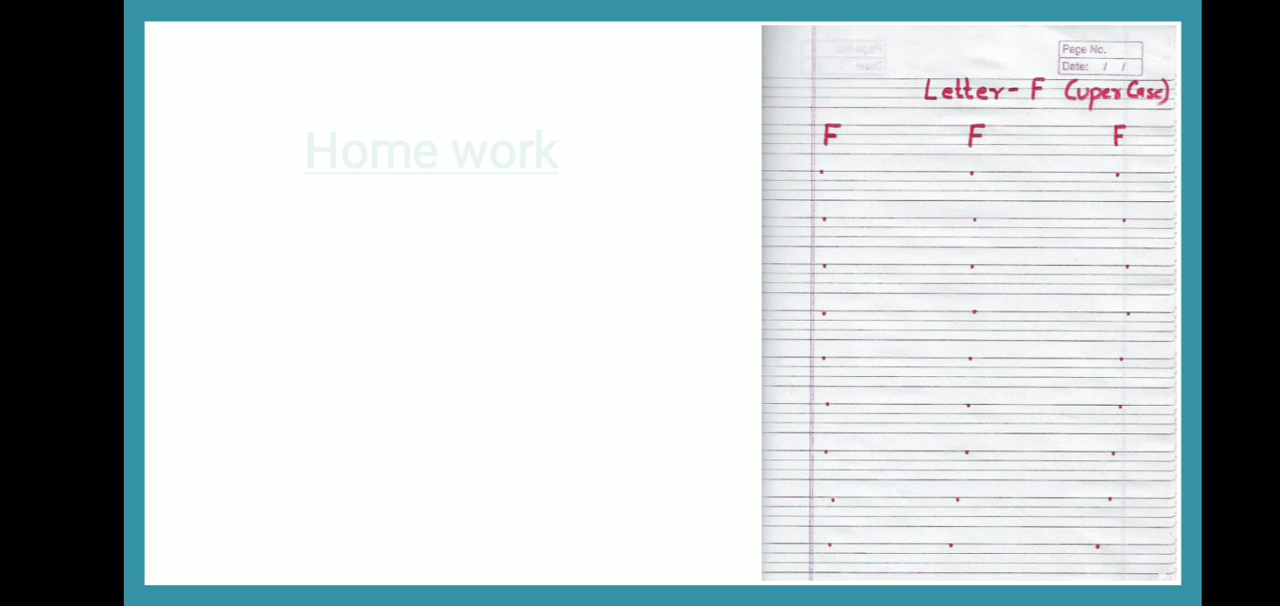 Home work
Page No.
Date: / /
Letter - F (Uper Case)
F F F